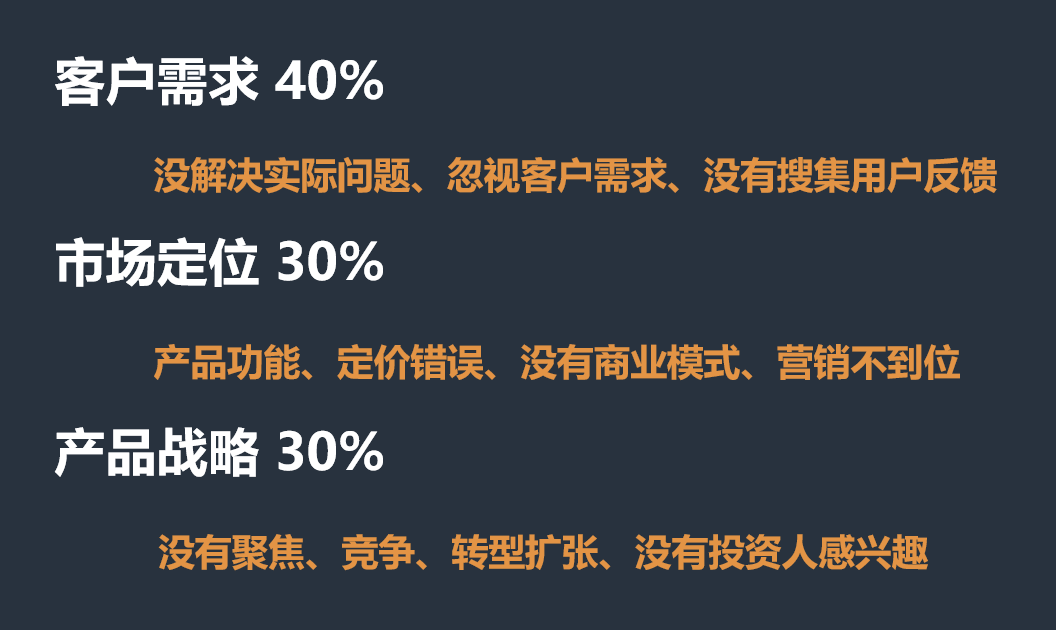 客户需求 40%
没解决实际问题、忽视客户需求、没有搜集用户反馈
市场定位 30%
产品功能、定价错误、没有商业模式、营销不到位
产品战略 30%
没有聚焦、竞争、转型扩张、没有投资人感兴趣